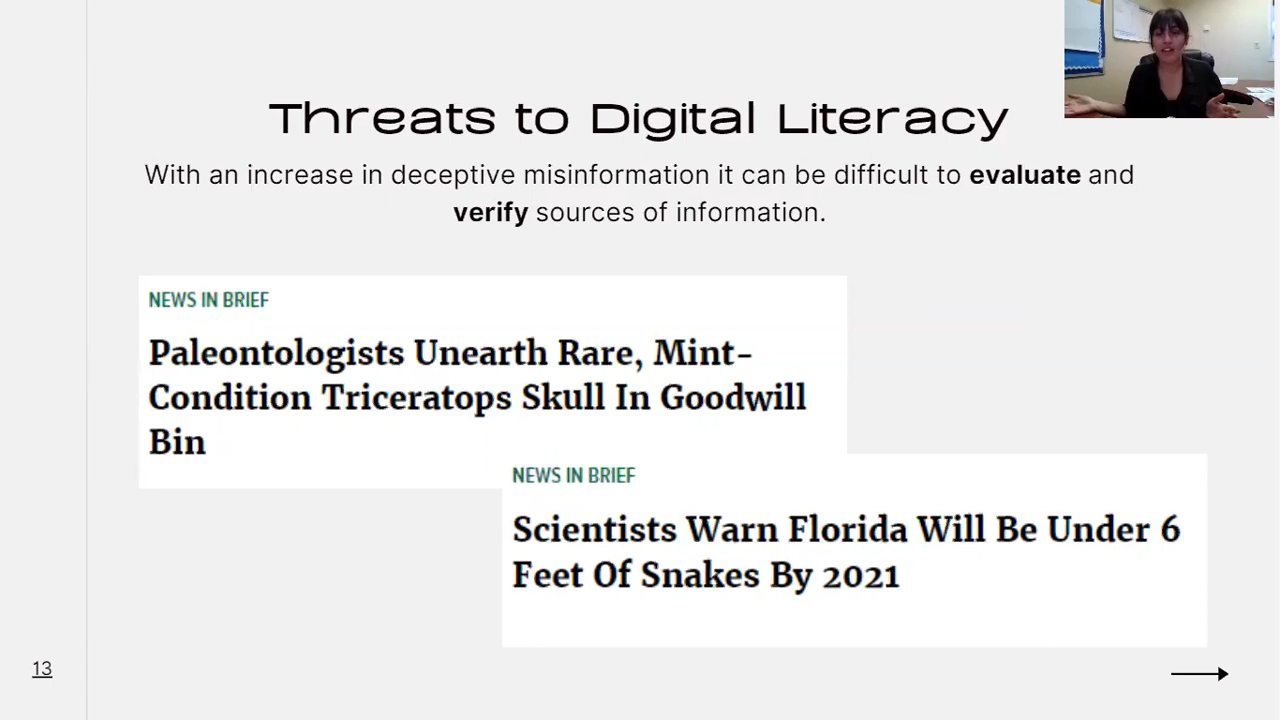 Threats to Digital Literacy
With an increase in deceptive misinformation it can be difficult to evaluate and
verify sources of information.
NEWS IN BRIEF
Paleontologists Unearth Rare, Mint-
Condition Triceratops Skull In Goodwill
Bin
NEWS IN BRIEF
Scientists Warn Florida Will Be Under 6
Feet Of Snakes By 2021
13